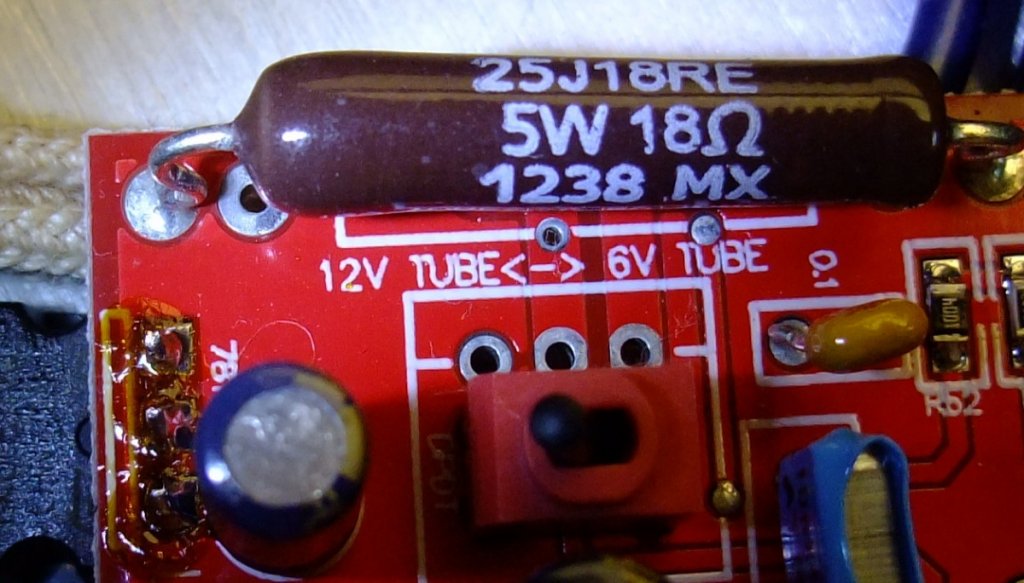 25J18RE
5W 18Ω
1238 MX
12V TUBE<-> 6V TUBE
0.1
R52